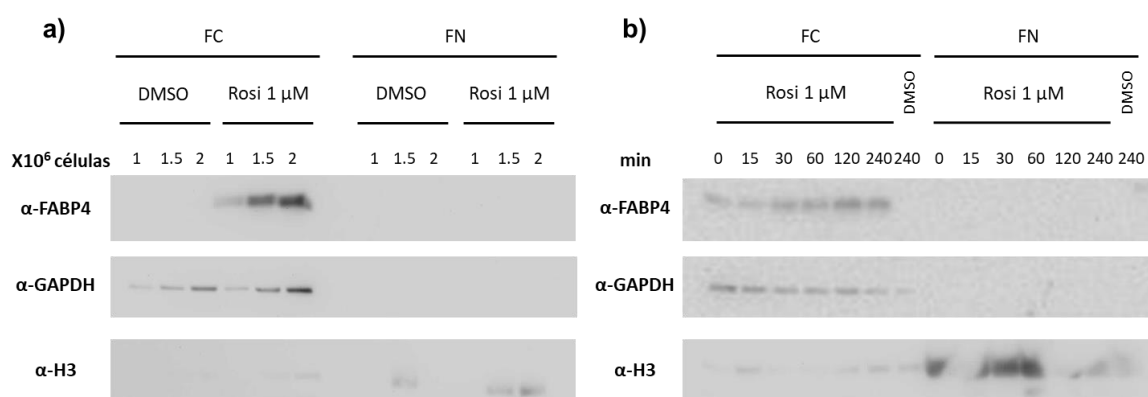 a)
FC FN
DMSO Rosi 1 µM DMSO Rosi 1 µM
X10⁶ células 1 1.5 2 1 1.5 2 1 1.5 2 1 1.5 2
α-FABP4
α-GAPDH
α-H3
b)
FC FN
Rosi 1 µM DMSO Rosi 1 µM DMSO
min 0 15 30 60 120 240 240 0 15 30 60 120 240 240
α-FABP4
α-GAPDH
α-H3